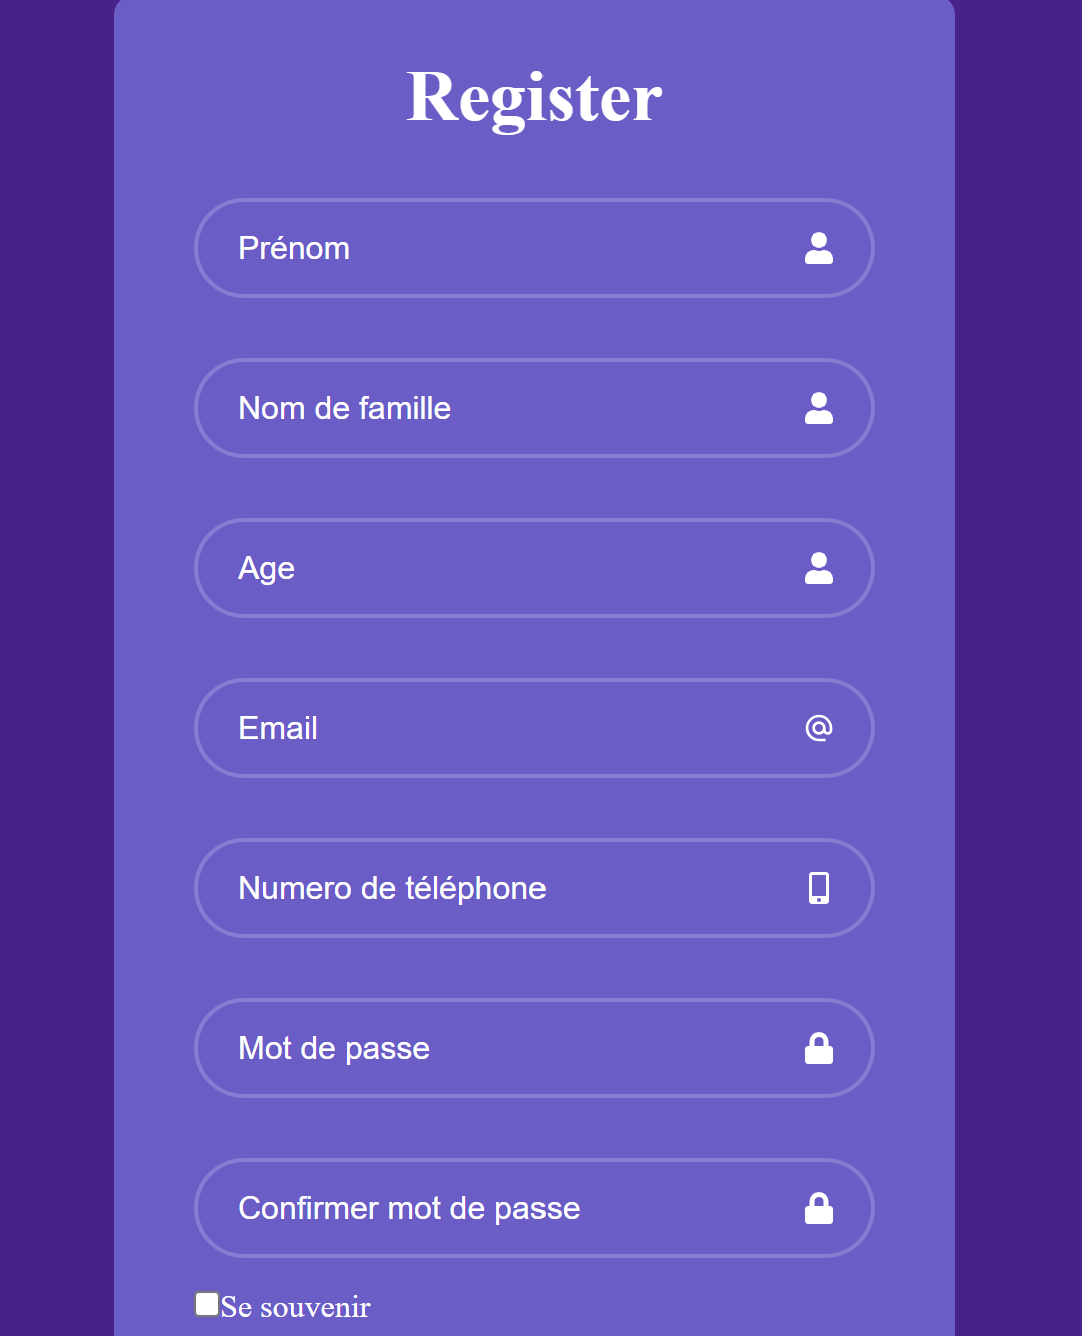 Register
Prénom
Nom de famille
Age
Email
Numero de téléphone
Mot de passe
Confirmer mot de passe
Se souvenir